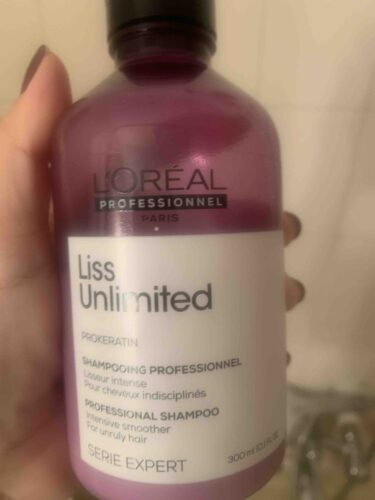 L'ORÉAL
PROFESSIONNEL
PARIS
Liss
Unlimited
PROKERATIN
SHAMPOOING PROFESSIONNEL
Lisseur intense
Pour cheveux indisciplinés
PROFESSIONAL SHAMPOO
Intensive smoother
For unruly hair
SERIE EXPERT
300 ml